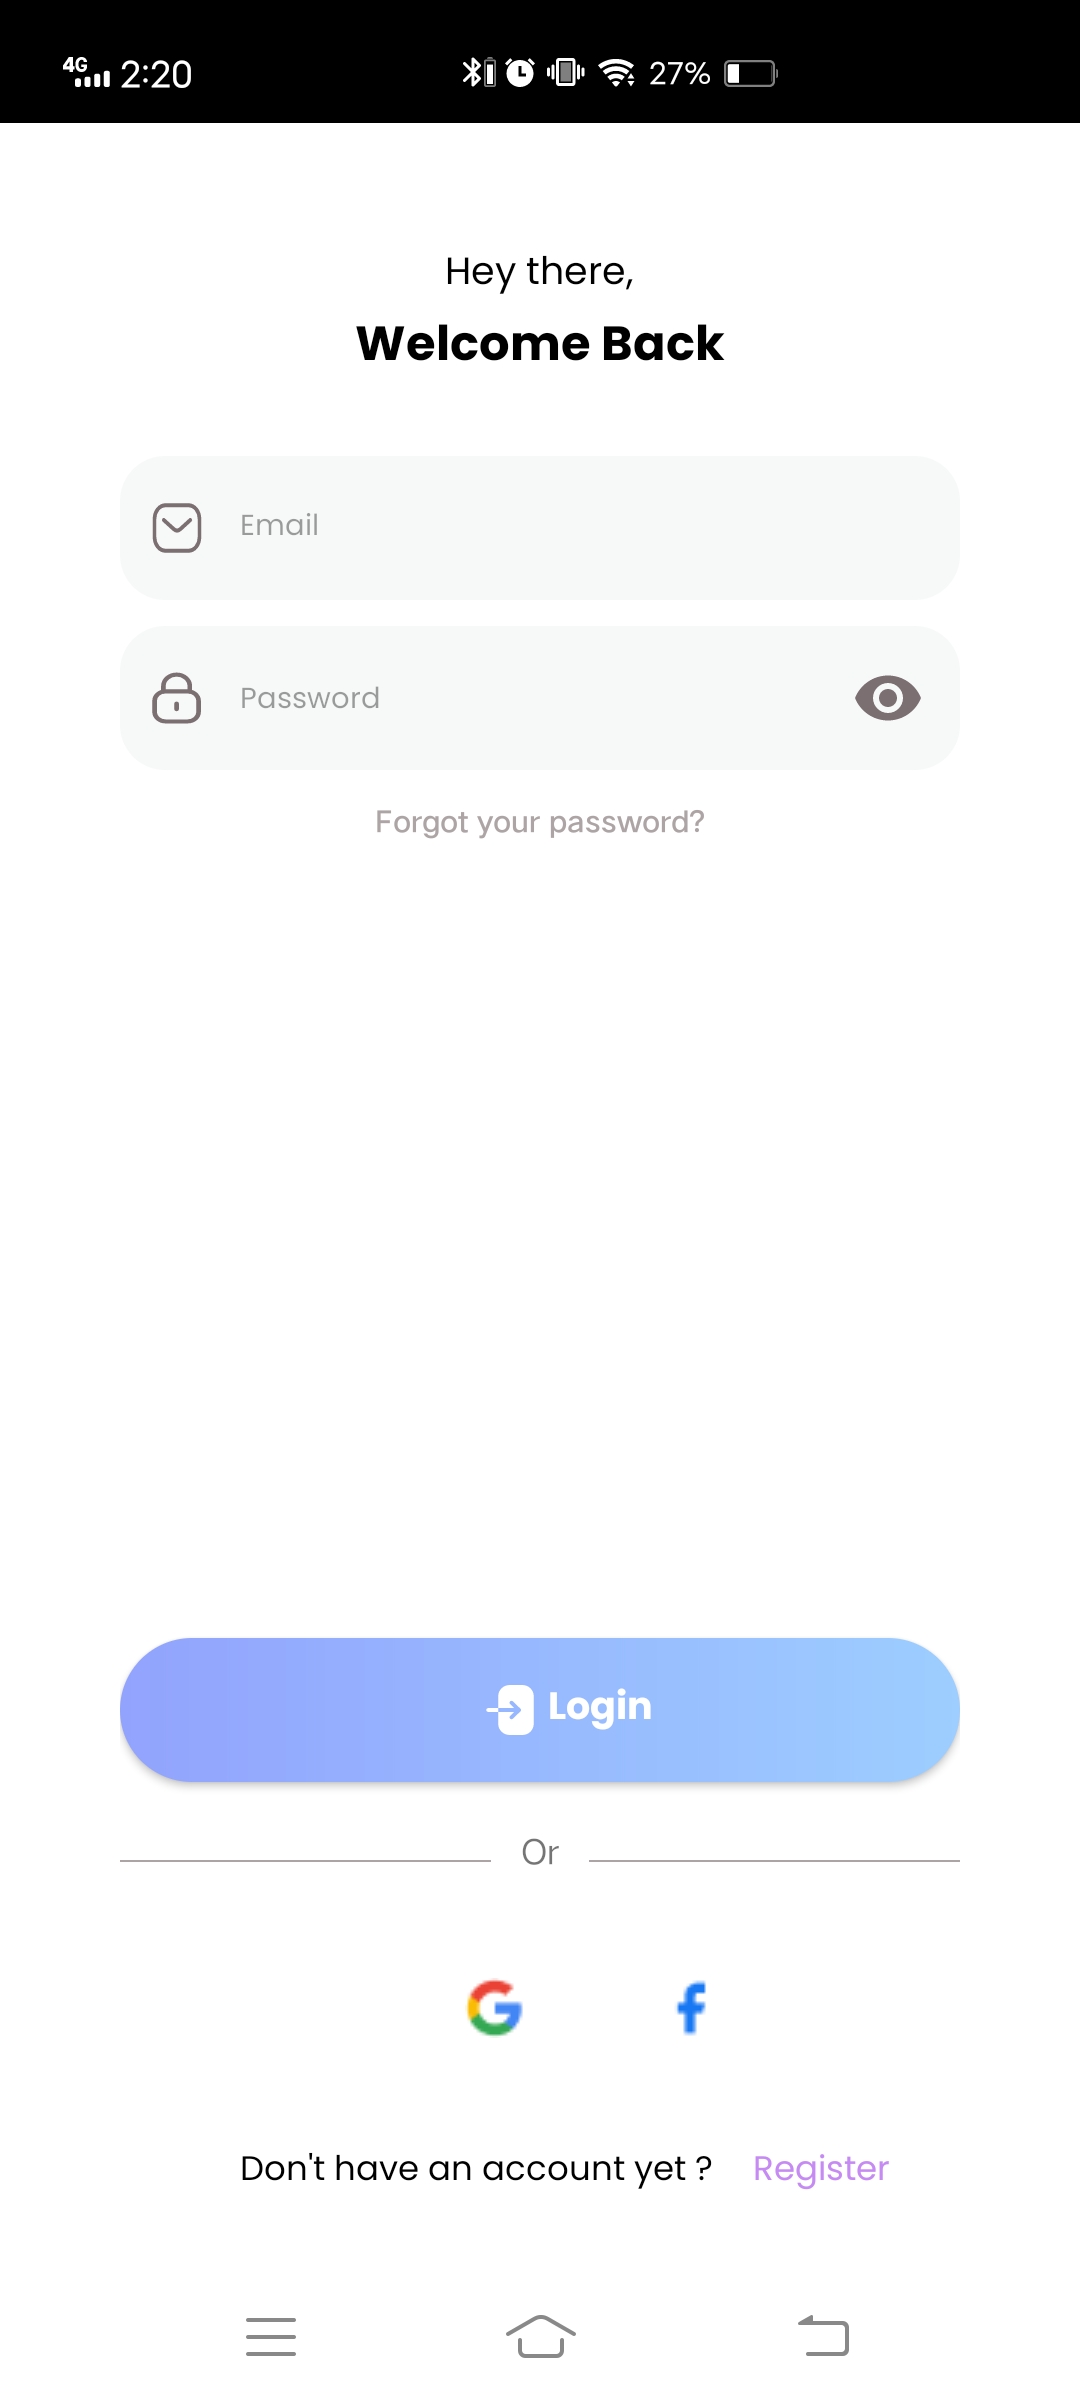 4G 2:20 27%
Hey there,
Welcome Back
Email
Password
Forgot your password?
Login
Or
Don't have an account yet ? Register